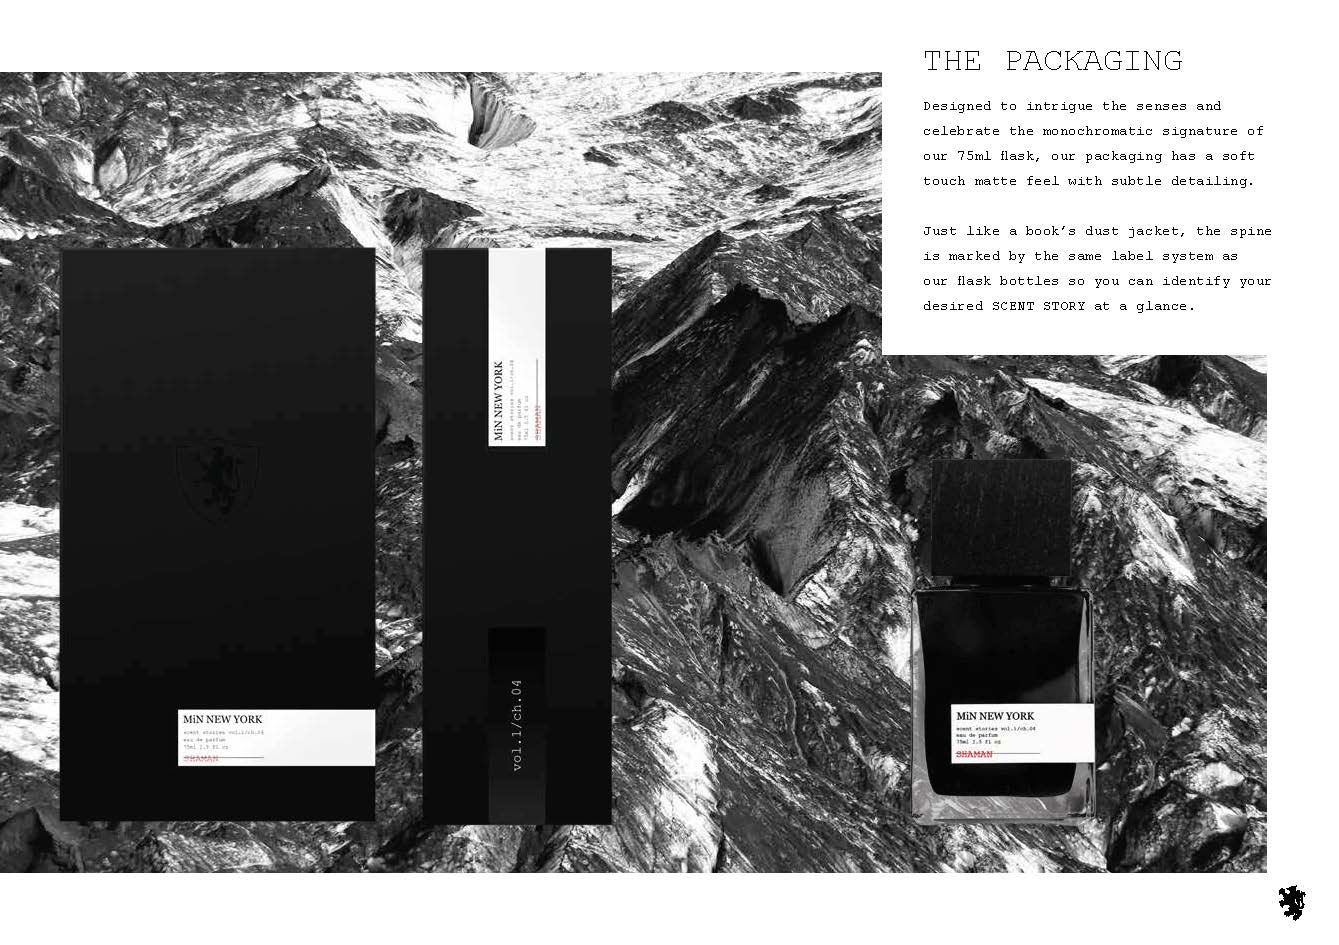 THE PACKAGING
Designed to intrigue the senses and
celebrate the monochromatic signature of
our 75ml flask, our packaging has a soft
touch matte feel with subtle detailing.
Just like a book’s dust jacket, the spine
is marked by the same label system as
our flask bottles so you can identify your
desired SCENT STORY at a glance.
MiN NEW YORK
scent stories vol.1/ch.04
eau de parfum
75ml 2.5 fl oz
SHAMAN
vol.1/ch.04
MiN NEW YORK
scent stories vol.1/ch.04
eau de parfum
75ml 2.5 fl oz
SHAMAN
MiN NEW YORK
scent stories vol.1/ch.04
eau de parfum
75ml 2.5 fl oz
SHAMAN